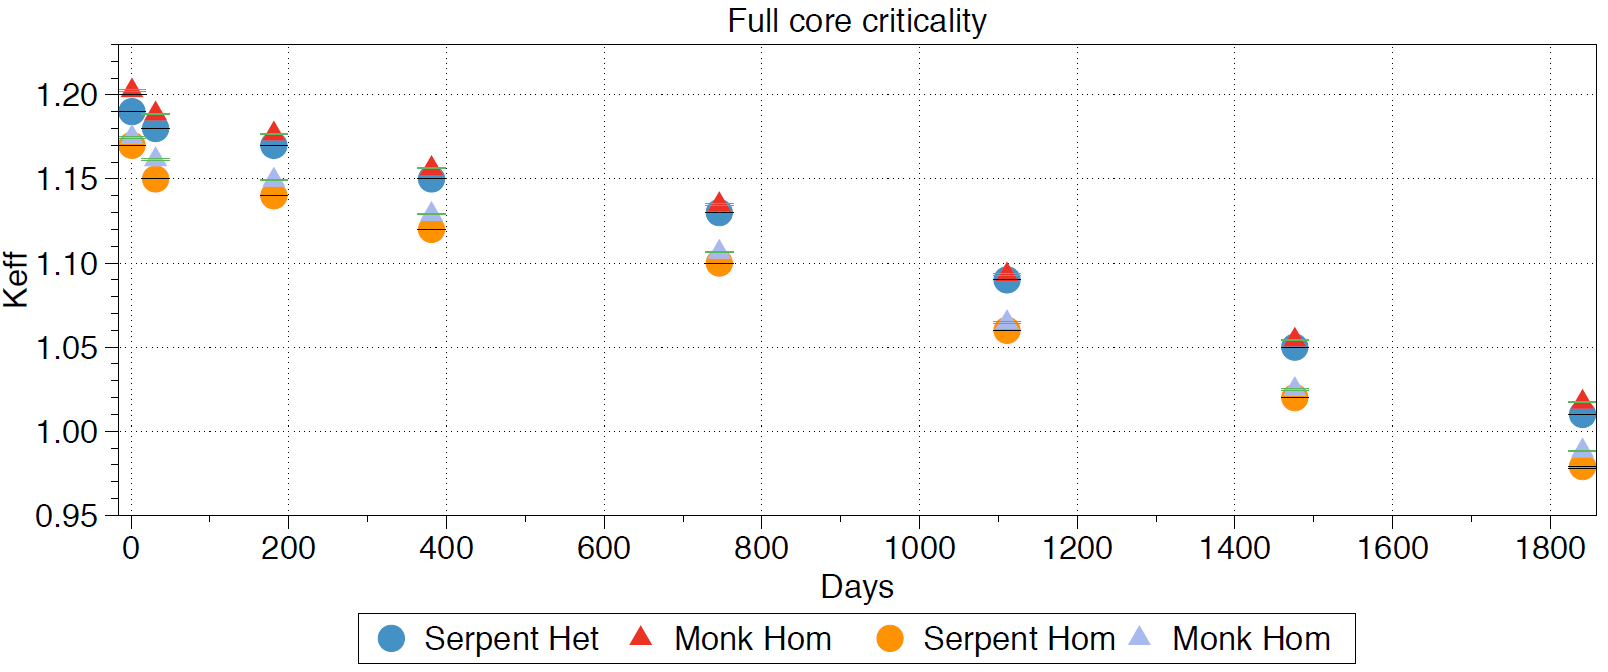 Full core criticality
1.20
1.15
1.10
1.05
1.00
0.95
Keff
0 200 400 600 800 1000 1200 1400 1600 1800
Days
Serpent Het Monk Hom Serpent Hom Monk Hom